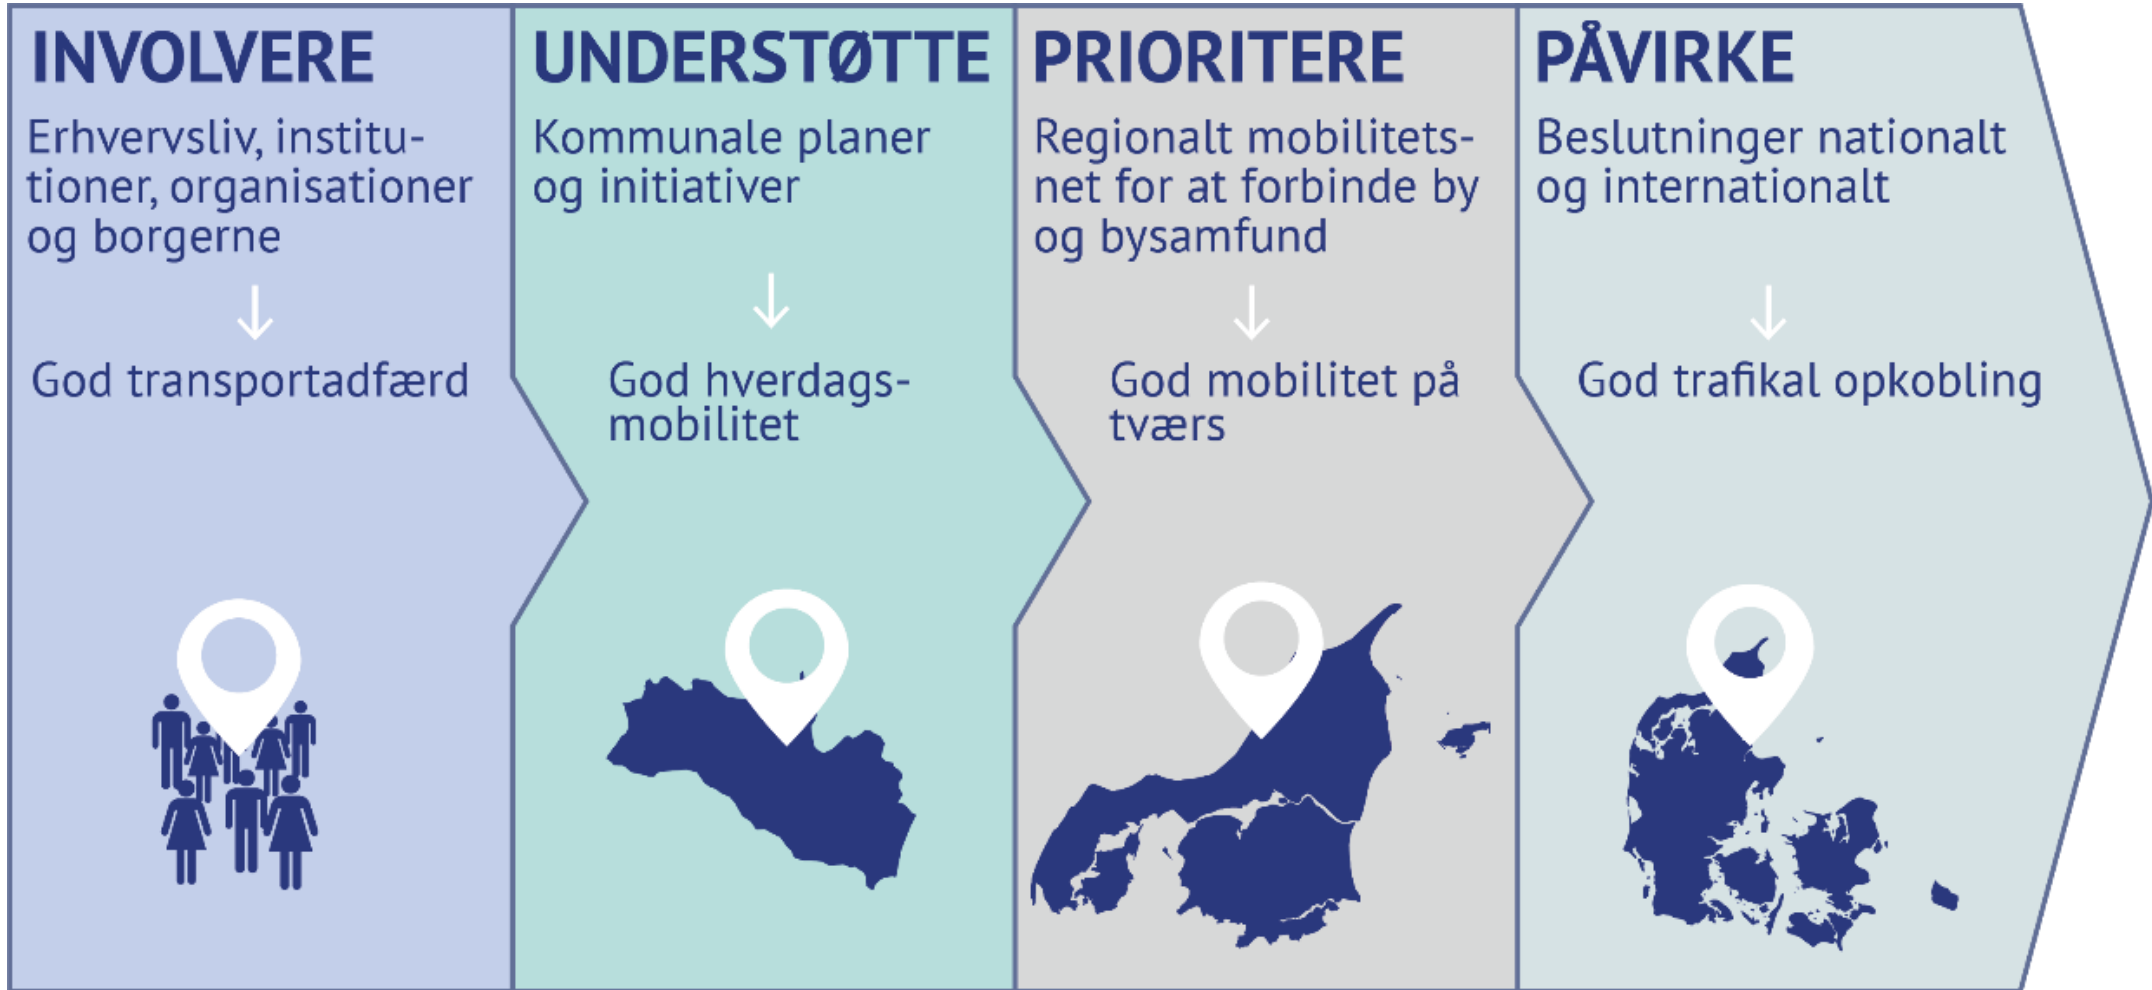 INVOLVERE
Erhvervsliv, institu-
tioner, organisationer
og borgerne
God transportadfærd
UNDERSTØTTE
Kommunale planer
og initiativer
God hverdags-
mobilitet
PRIORITERE
Regionalt mobilitets-
net for at forbinde by
og bysamfund
God mobilitet på
tværs
PÅVIRKE
Beslutninger nationalt
og internationalt
God trafikal opkobling